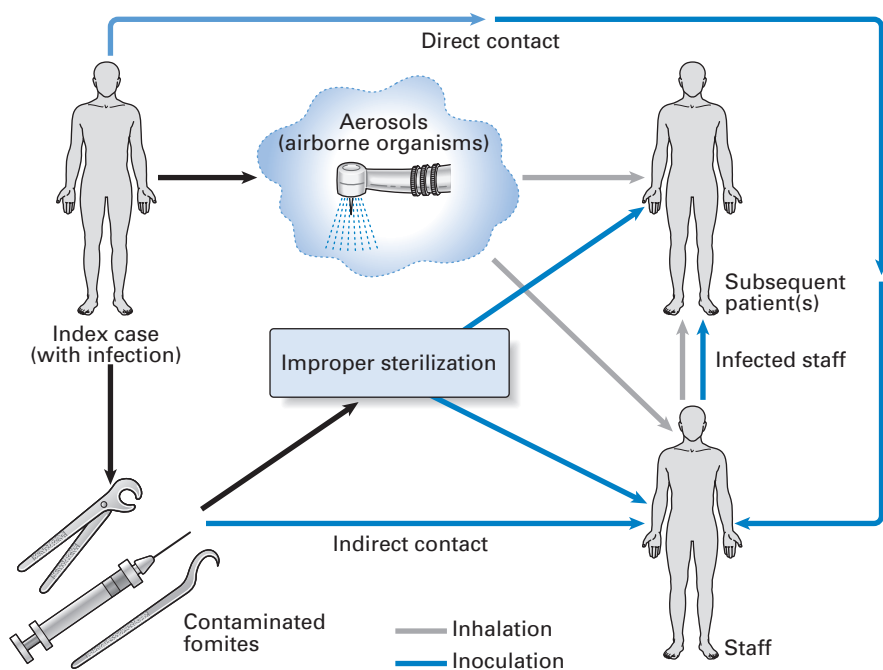 Direct contact
Aerosols
(airborne organisms)
Index case
(with infection)
Subsequent
patient(s)
Improper sterilization
Infected staff
Indirect contact
Contaminated
fomites
Inhalation
Inoculation
Staff